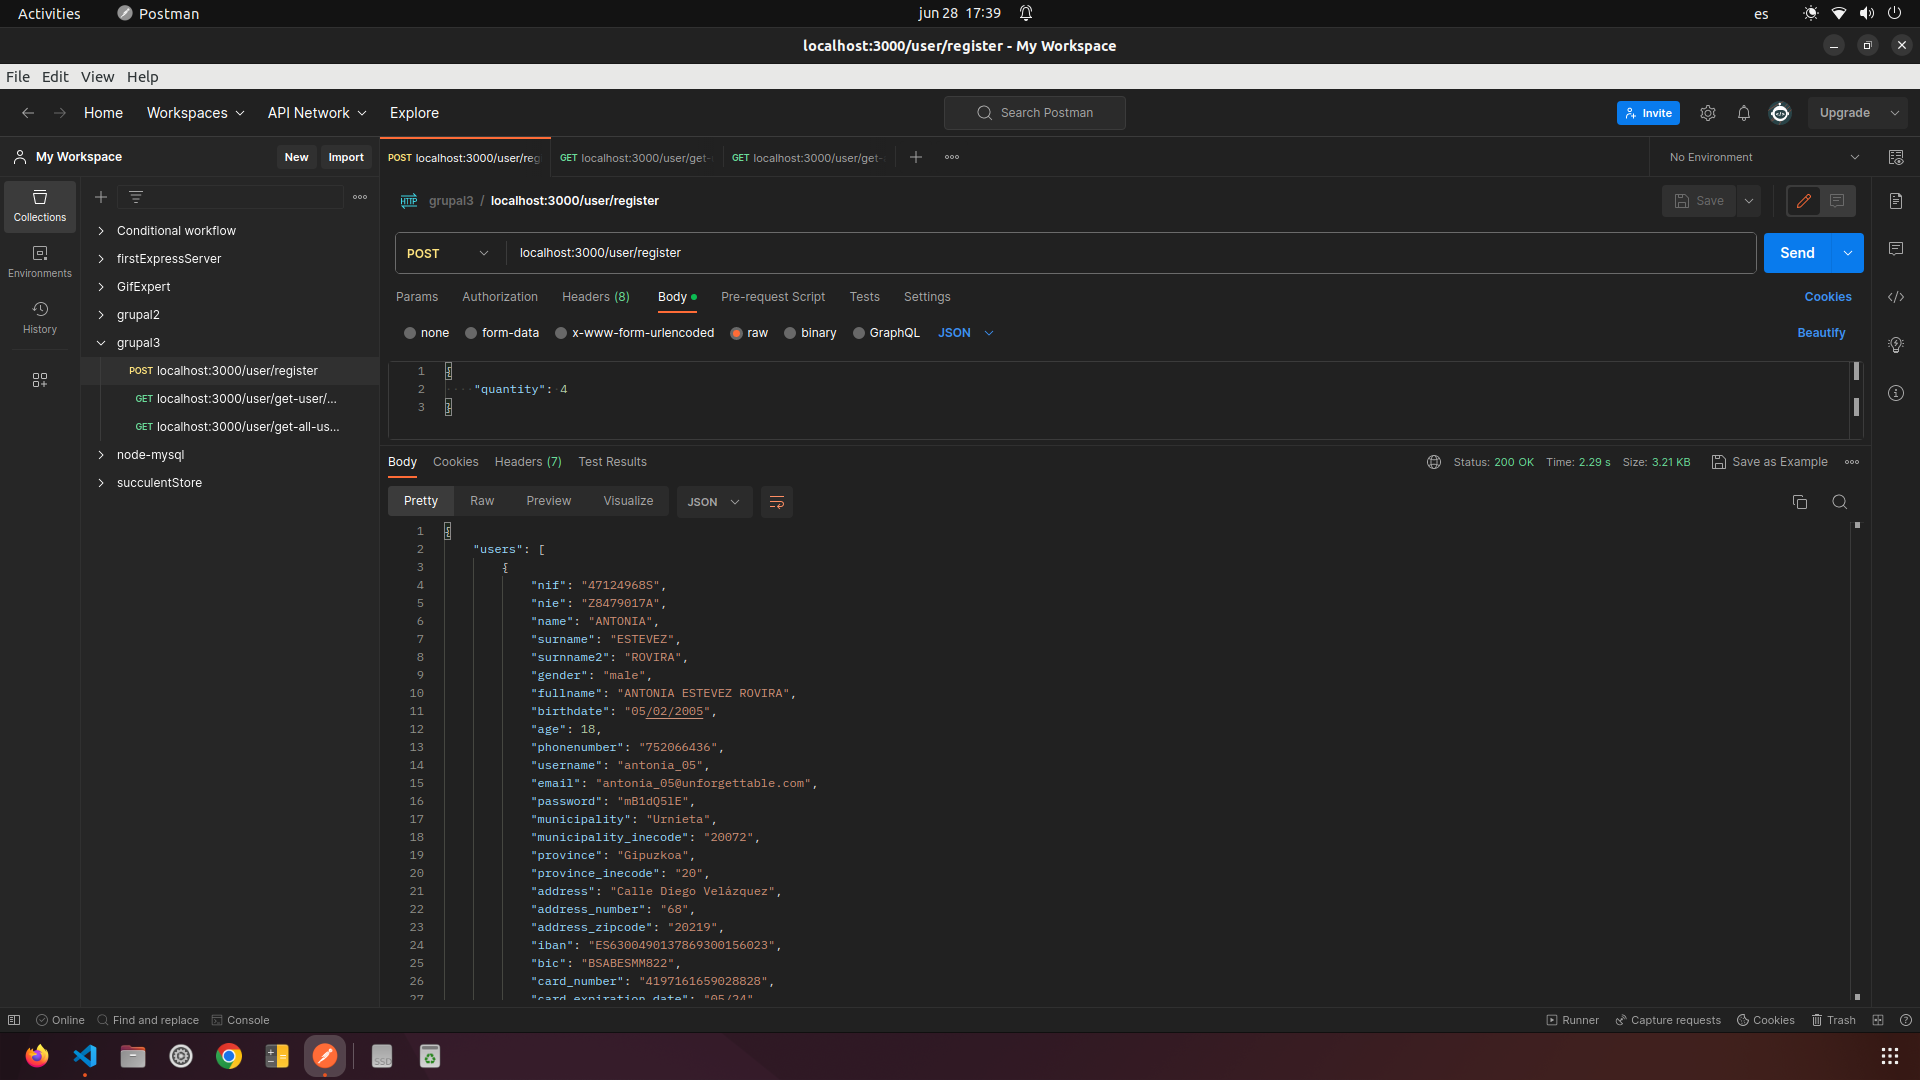 Activities Postman jun 28 17:39 es
localhost:3000/user/register - My Workspace
File Edit View Help
Home Workspaces API Network Explore Search Postman Invite Upgrade
My Workspace New Import POST localhost:3000/user/reg GET localhost:3000/user/get- GET localhost:3000/user/get- No Environment
grupal3 / localhost:3000/user/register Save
Collections
Environments
History
Conditional workflow
firstExpressServer
GifExpert
grupal2
grupal3
POST localhost:3000/user/register
GET localhost:3000/user/get-user/...
GET localhost:3000/user/get-all-us...
node-mysql
succulentStore
POST localhost:3000/user/register Send
Params Authorization Headers (8) Body Pre-request Script Tests Settings Cookies
none form-data x-www-form-urlencoded raw binary GraphQL JSON Beautify
1 {
2 "quantity": 4
3 }
Body Cookies Headers (7) Test Results Status: 200 OK Time: 2.29 s Size: 3.21 KB Save as Example
Pretty Raw Preview Visualize JSON
1 {
2 "users": [
3 {
4 "nif": "47124968S",
5 "nie": "Z8479017A",
6 "name": "ANTONIA",
7 "surname": "ESTEVEZ",
8 "surnname2": "ROVIRA",
9 "gender": "male",
10 "fullname": "ANTONIA ESTEVEZ ROVIRA",
11 "birthdate": "05/02/2005",
12 "age": 18,
13 "phonenumber": "752066436",
14 "username": "antonia_05",
15 "email": "antonia_05@unforgettable.com",
16 "password": "mB1dQ5lE",
17 "municipality": "Urnieta",
18 "municipality_inecode": "20072",
19 "province": "Gipuzkoa",
20 "province_inecode": "20",
21 "address": "Calle Diego Velázquez",
22 "address_number": "68",
23 "address_zipcode": "20219",
24 "iban": "ES6300490137869300156023",
25 "bic": "BSABESMM822",
26 "card_number": "4197161659028828",
27 "card_expiration_date": "05/24"
Online Find and replace Console Runner Capture requests Cookies Trash
SSD